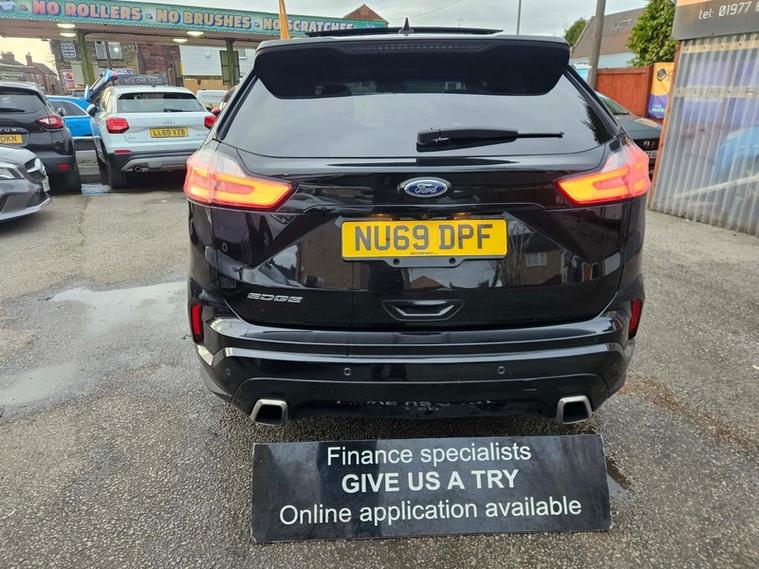 NO ROLLERS NO BRUSHES NO SCRATCHES
tel: 01977
LL69 VZB
Ford
NU69 DPF
EDGE
Finance specialists
GIVE US A TRY
Online application available